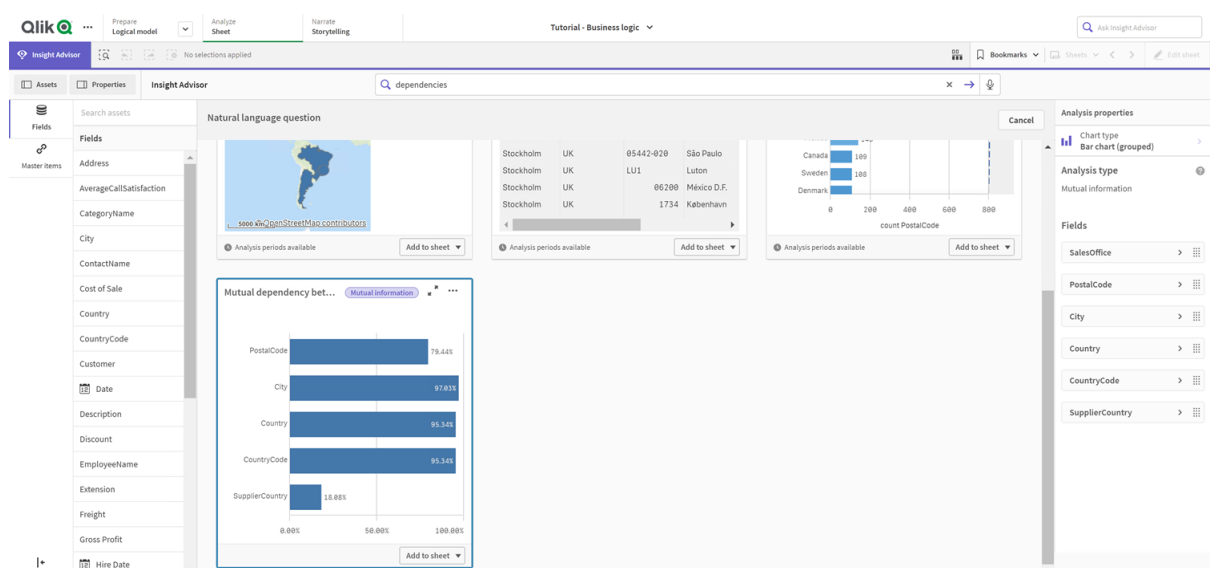 Qlik
Prepare
Logical model
Analyze
Sheet
Narrate
Storytelling
Tutorial - Business logic
Ask Insight Advisor
Insight Advisor
No selections applied
Bookmarks
Sheets
Edit sheet
Assets
Properties
Insight Advisor
dependencies
Fields
Master items
Search assets
Fields
Address
AverageCallSatisfaction
CategoryName
City
ContactName
Cost of Sale
Country
CountryCode
Customer
Date
Description
Discount
EmployeeName
Extension
Freight
Gross Profit
Hire Date
Natural language question
Cancel
5000 km
©OpenStreetMap contributors
Analysis periods available
Add to sheet
Stockholm UK 05442-020 São Paulo
Stockholm UK LU1 Luton
Stockholm UK 06200 México D.F.
Stockholm UK 1734 København
Analysis periods available
Add to sheet
Canada 109
Sweden 108
Denmark
0 200 400 600 800
count PostalCode
Analysis periods available
Add to sheet
Mutual dependency bet...
Mutual information
PostalCode 79.44%
City 97.03%
Country 95.34%
CountryCode 95.34%
SupplierCountry 18.08%
0.00% 50.00% 100.00%
Add to sheet
Analysis properties
Chart type
Bar chart (grouped)
Analysis type
Mutual information
Fields
SalesOffice
PostalCode
City
Country
CountryCode
SupplierCountry